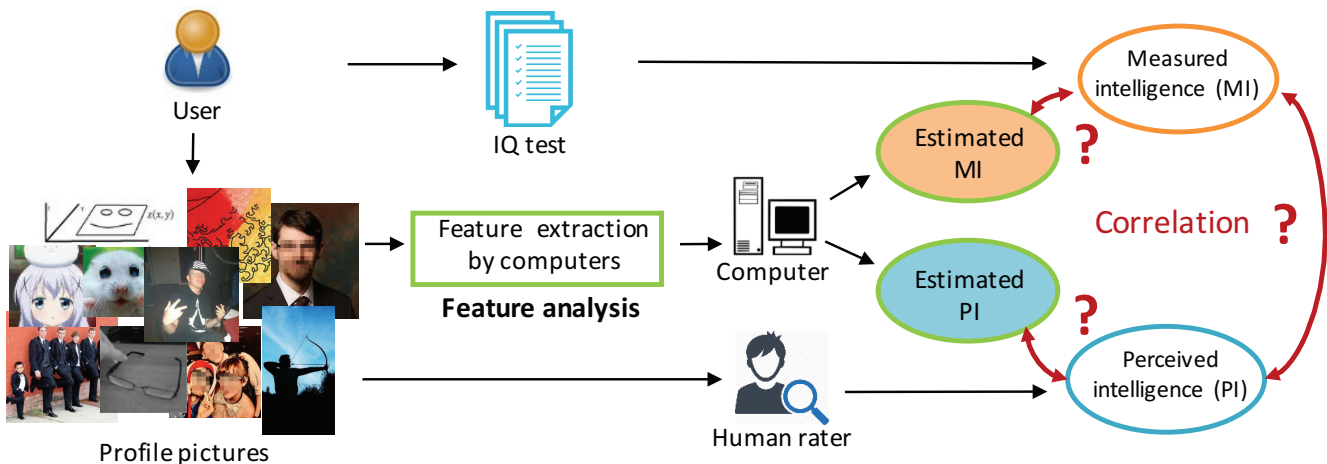 User
IQ test
Measured
intelligence (MI)
Estimated
MI
?
z(x, y)
Feature extraction
by computers
Feature analysis
Computer
Correlation ?
Estimated
PI
?
Perceived
intelligence (PI)
Human rater
Profile pictures